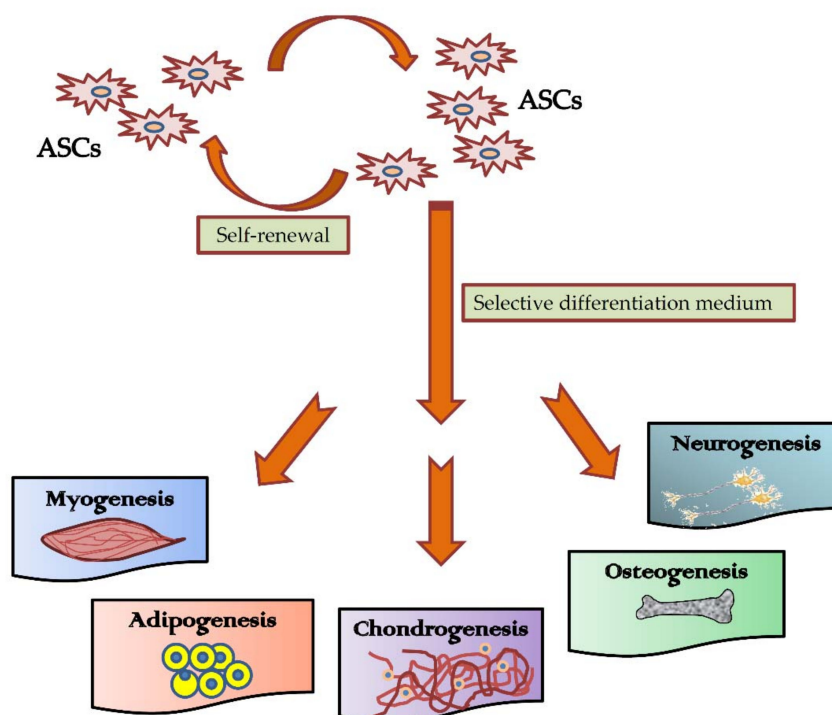 ASCs
ASCs
Self-renewal
Selective differentiation medium
Neurogenesis
Myogenesis
Osteogenesis
Adipogenesis
Chondrogenesis